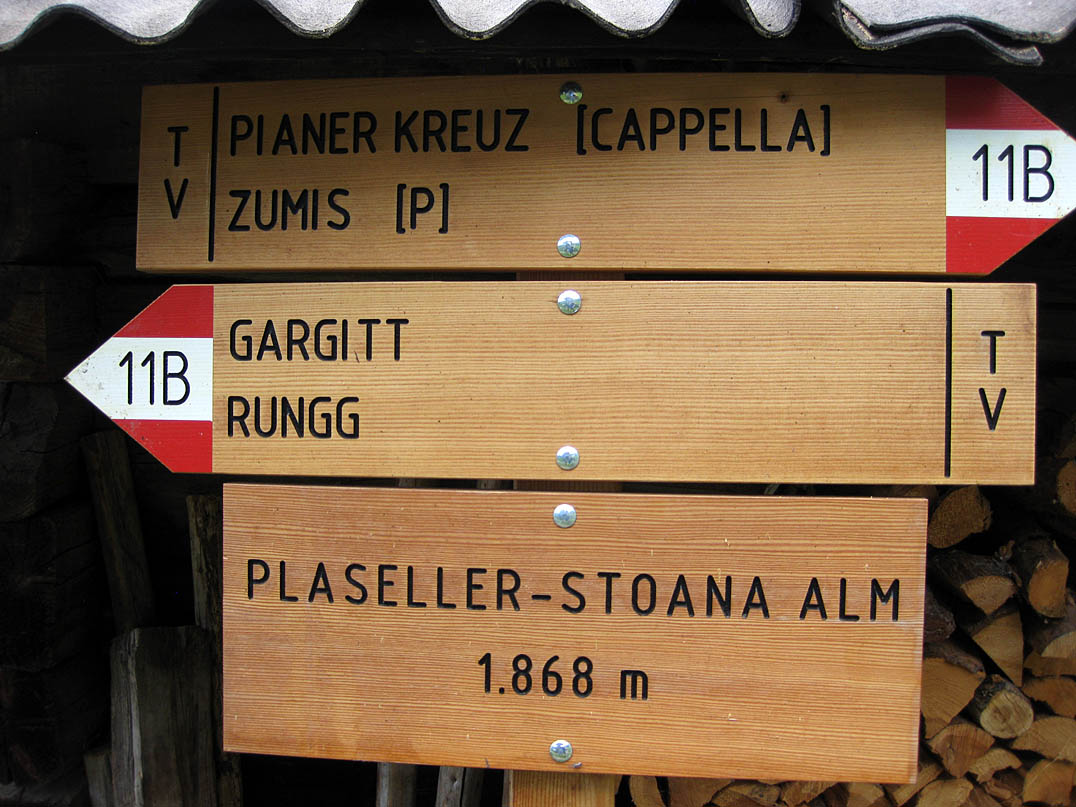 T PIANER KREUZ [CAPPELLA] 11B
V ZUMIS [P]
11B GARGITT T
RUNGG V
PLASELLER-STOANA ALM
1.868 m